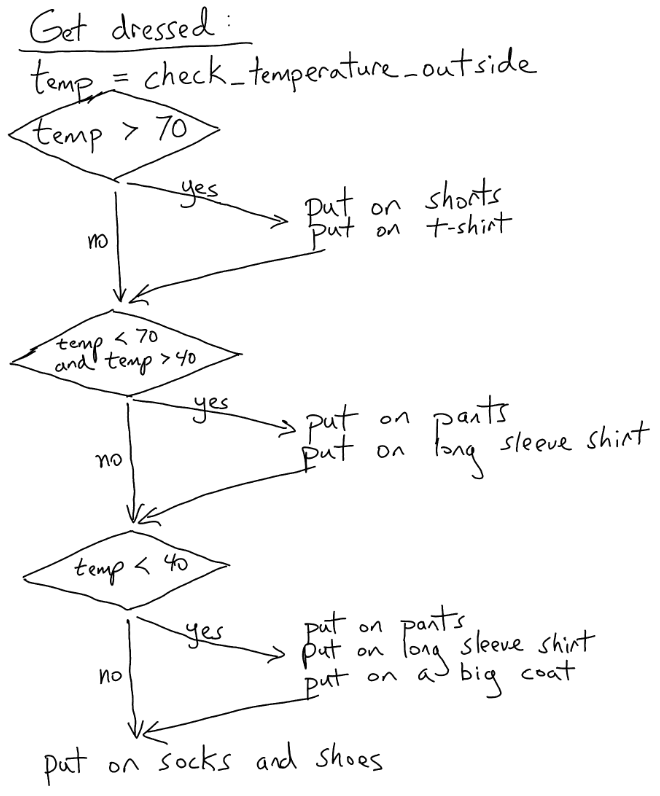 Get dressed:
temp = check_temperature_outside
temp > 70
yes
put on shorts
put on t-shirt
no
temp < 70
and temp > 40
yes
put on pants
put on long sleeve shirt
no
temp < 40
yes
put on pants
put on long sleeve shirt
put on a big coat
no
put on socks and shoes